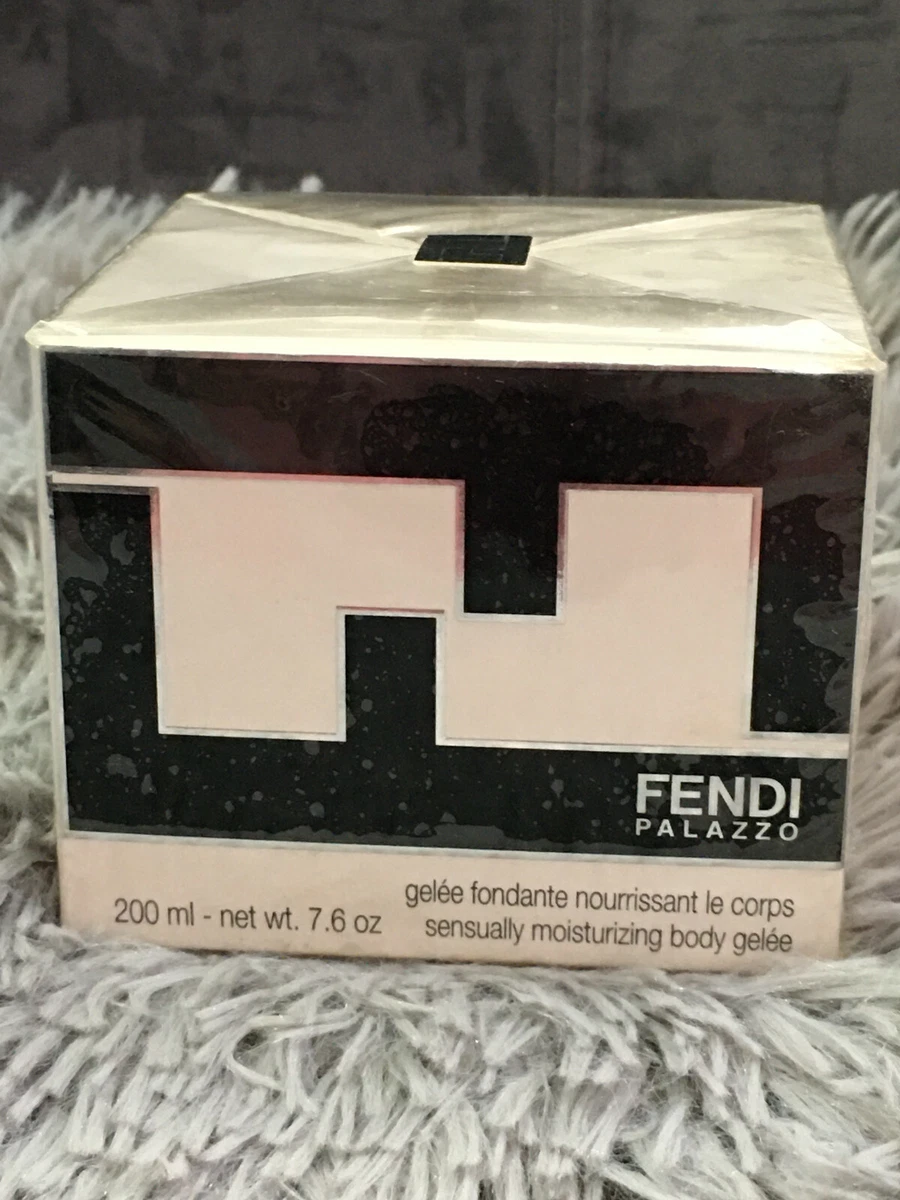 FENDI
PALAZZO
200 ml - net wt. 7.6 oz
gelée fondante nourrissant le corps
sensually moisturizing body gelée